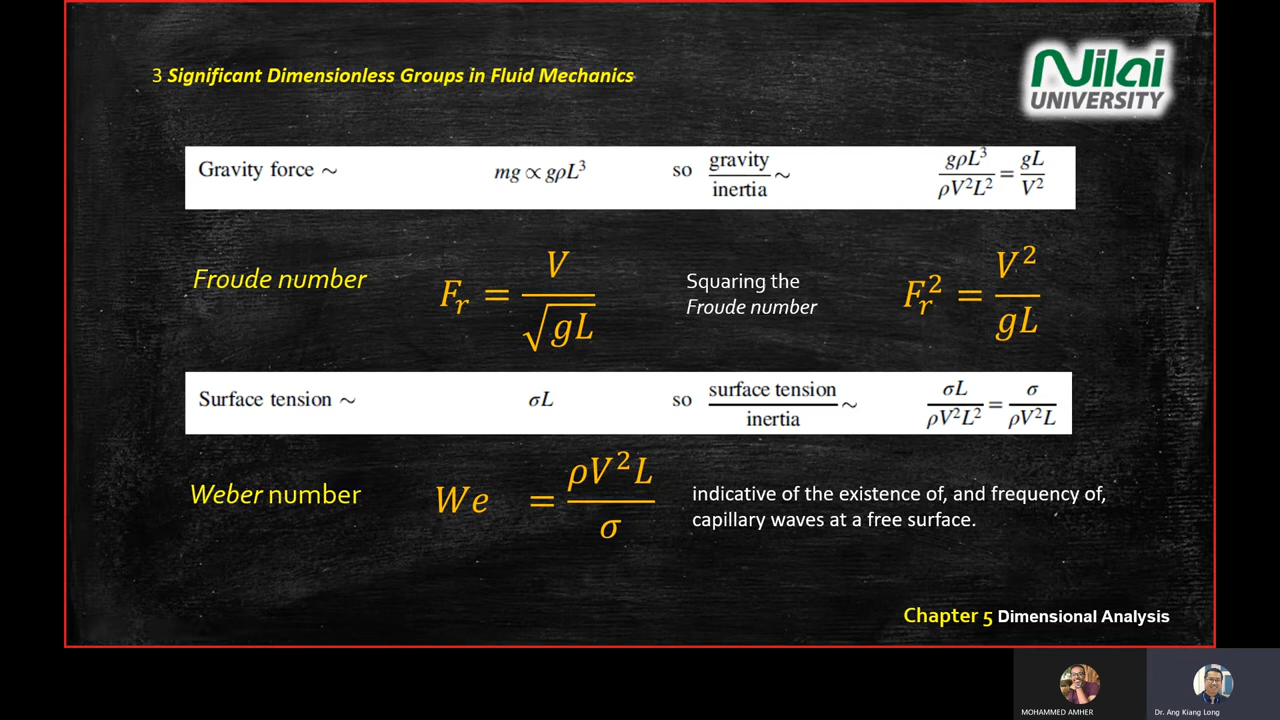 3 Significant Dimensionless Groups in Fluid Mechanics
Nilai
UNIVERSITY
Gravity force ~ mg ∝ gρL³ so gravity/inertia ~ gρL³/ρV²L² = gL/V²
Froude number F_r = V/√gL Squaring the
Froude number F_r² = V²/gL
Surface tension ~ σL so surface tension/inertia ~ σL/ρV²L² = σ/ρV²L
Weber number We = ρV²L/σ indicative of the existence of, and frequency of,
capillary waves at a free surface.
Chapter 5 Dimensional Analysis
MOHAMMED AMHER
Dr. Ang Kiang Long